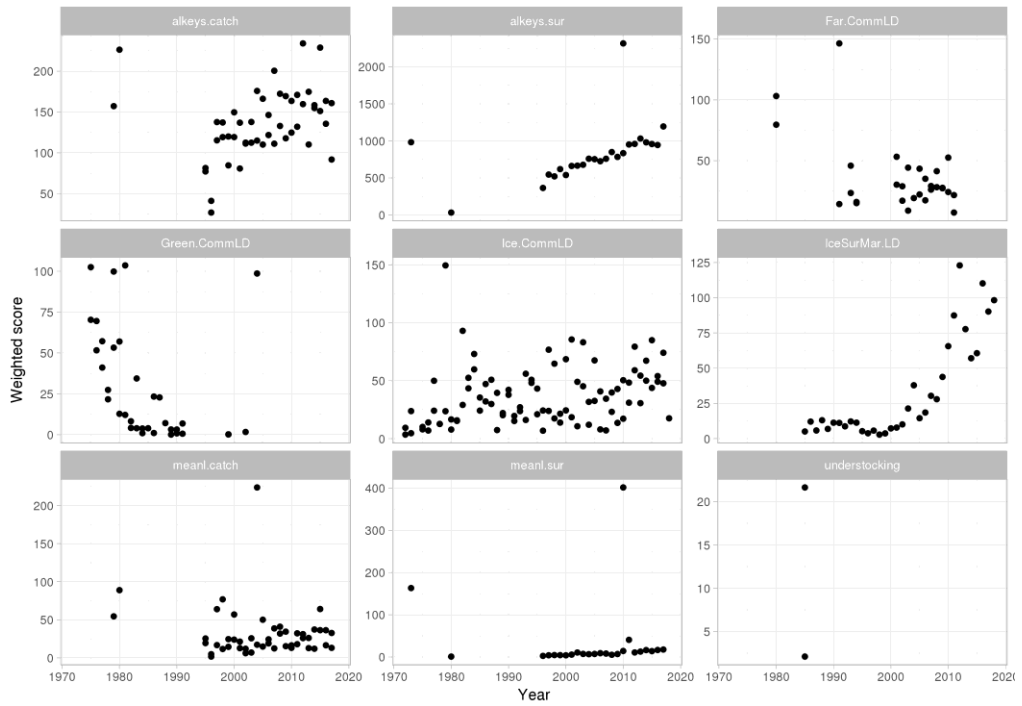 alkeys.catch alkeys.sur Far.CommLD
200 150 100 50
2000 1500 1000 500 0
150 100 50
Green.CommLD Ice.CommLD IceSurMar.LD
100 75 50 25 0
150 100 50 0
125 100 75 50 25 0
Weighted score
meanl.catch meanl.sur understocking
200 150 100 50 0
400 300 200 100 0
20 15 10 5
1970 1980 1990 2000 2010 2020
1970 1980 1990 2000 2010 2020
1970 1980 1990 2000 2010 2020
Year